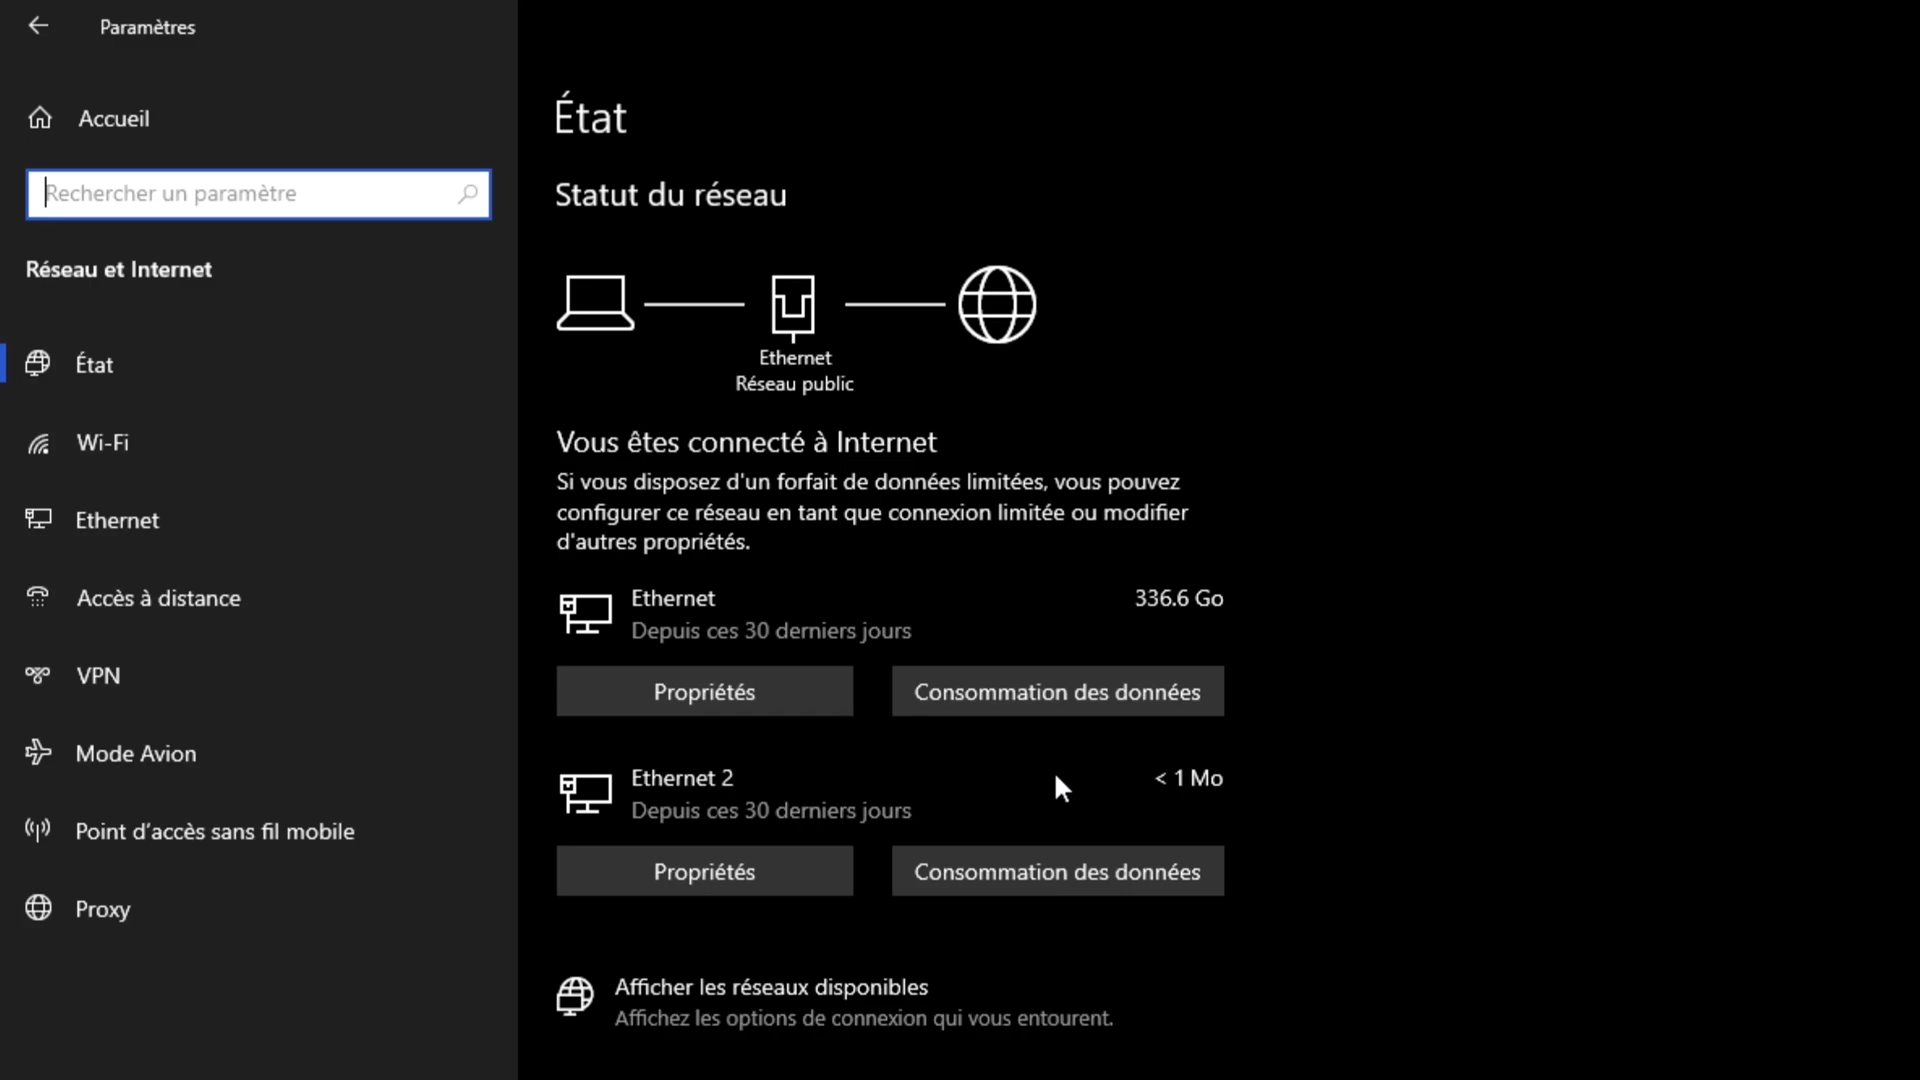 Paramètres
Accueil
Rechercher un paramètre
Réseau et Internet
État
Wi-Fi
Ethernet
Accès à distance
VPN
Mode Avion
Point d’accès sans fil mobile
Proxy
État
Statut du réseau
Ethernet
Réseau public
Vous êtes connecté à Internet
Si vous disposez d'un forfait de données limitées, vous pouvez
configurer ce réseau en tant que connexion limitée ou modifier
d'autres propriétés.
Ethernet 336.6 Go
Depuis ces 30 derniers jours
Propriétés Consommation des données
Ethernet 2 < 1 Mo
Depuis ces 30 derniers jours
Propriétés Consommation des données
Afficher les réseaux disponibles
Affichez les options de connexion qui vous entourent.